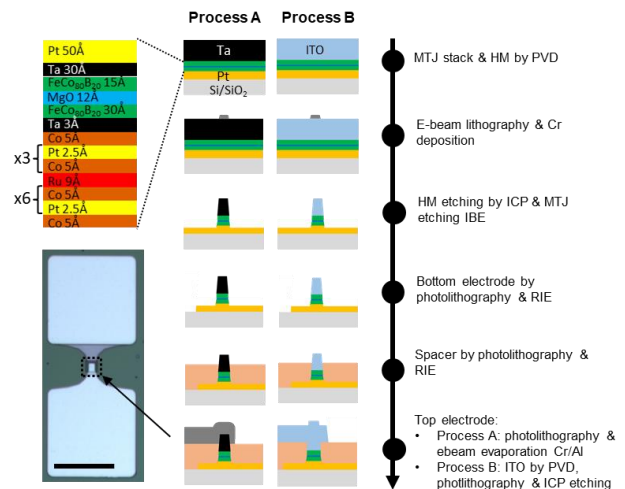 Process A
Process B
Pt 50Å
Ta 30Å
FeCo80B20 15Å
MgO 12Å
FeCo80B20 30Å
Ta 3Å
Co 5Å
x3
Pt 2.5Å
Co 5Å
Ru 9Å
x6
Co 5Å
Pt 2.5Å
Co 5Å
Ta
ITO
Pt
Si/SiO2
MTJ stack & HM by PVD
E-beam lithography & Cr
deposition
HM etching by ICP & MTJ
etching IBE
Bottom electrode by
photolithography & RIE
Spacer by photolithography &
RIE
Top electrode:
• Process A: photolithography &
ebeam evaporation Cr/Al
• Process B: ITO by PVD,
photlithography & ICP etching